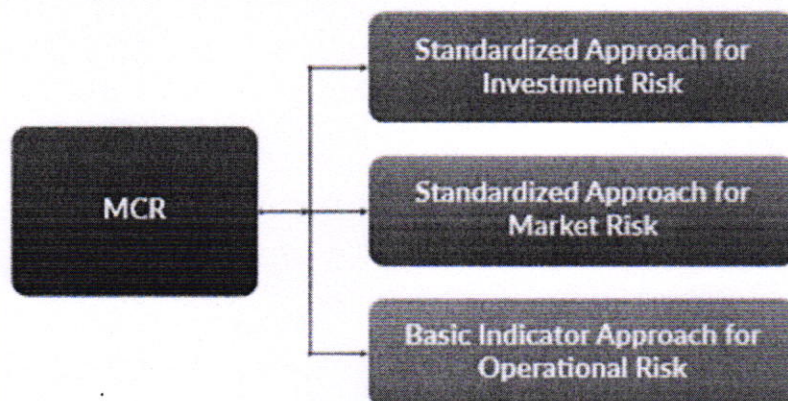 Standardized Approach for
Investment Risk
MCR
Standardized Approach for
Market Risk
Basic Indicator Approach for
Operational Risk